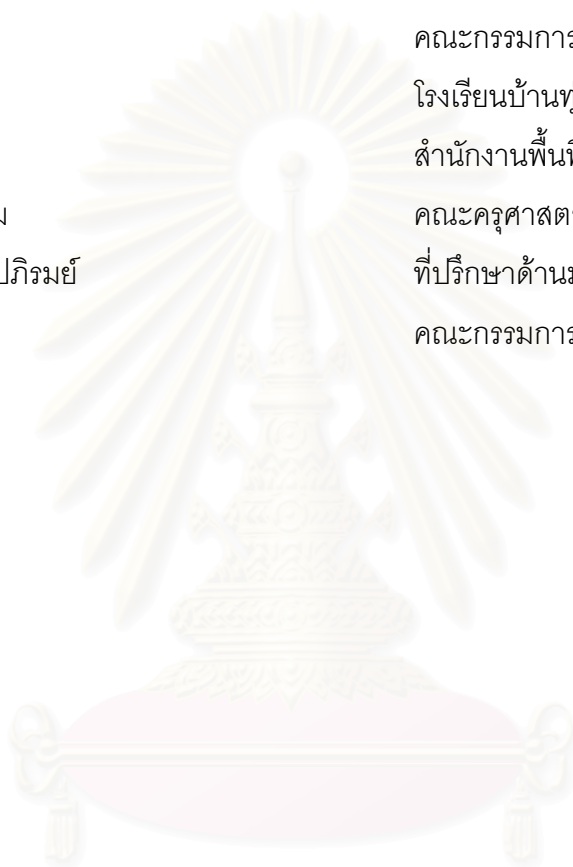 คณะกรรมการ
โรงเรียนบ้าน
สำนักงานพื้นที่
คณะครุศาสต
ปภิรมย์ ที่ปรึกษาด้าน
คณะกรรมการ